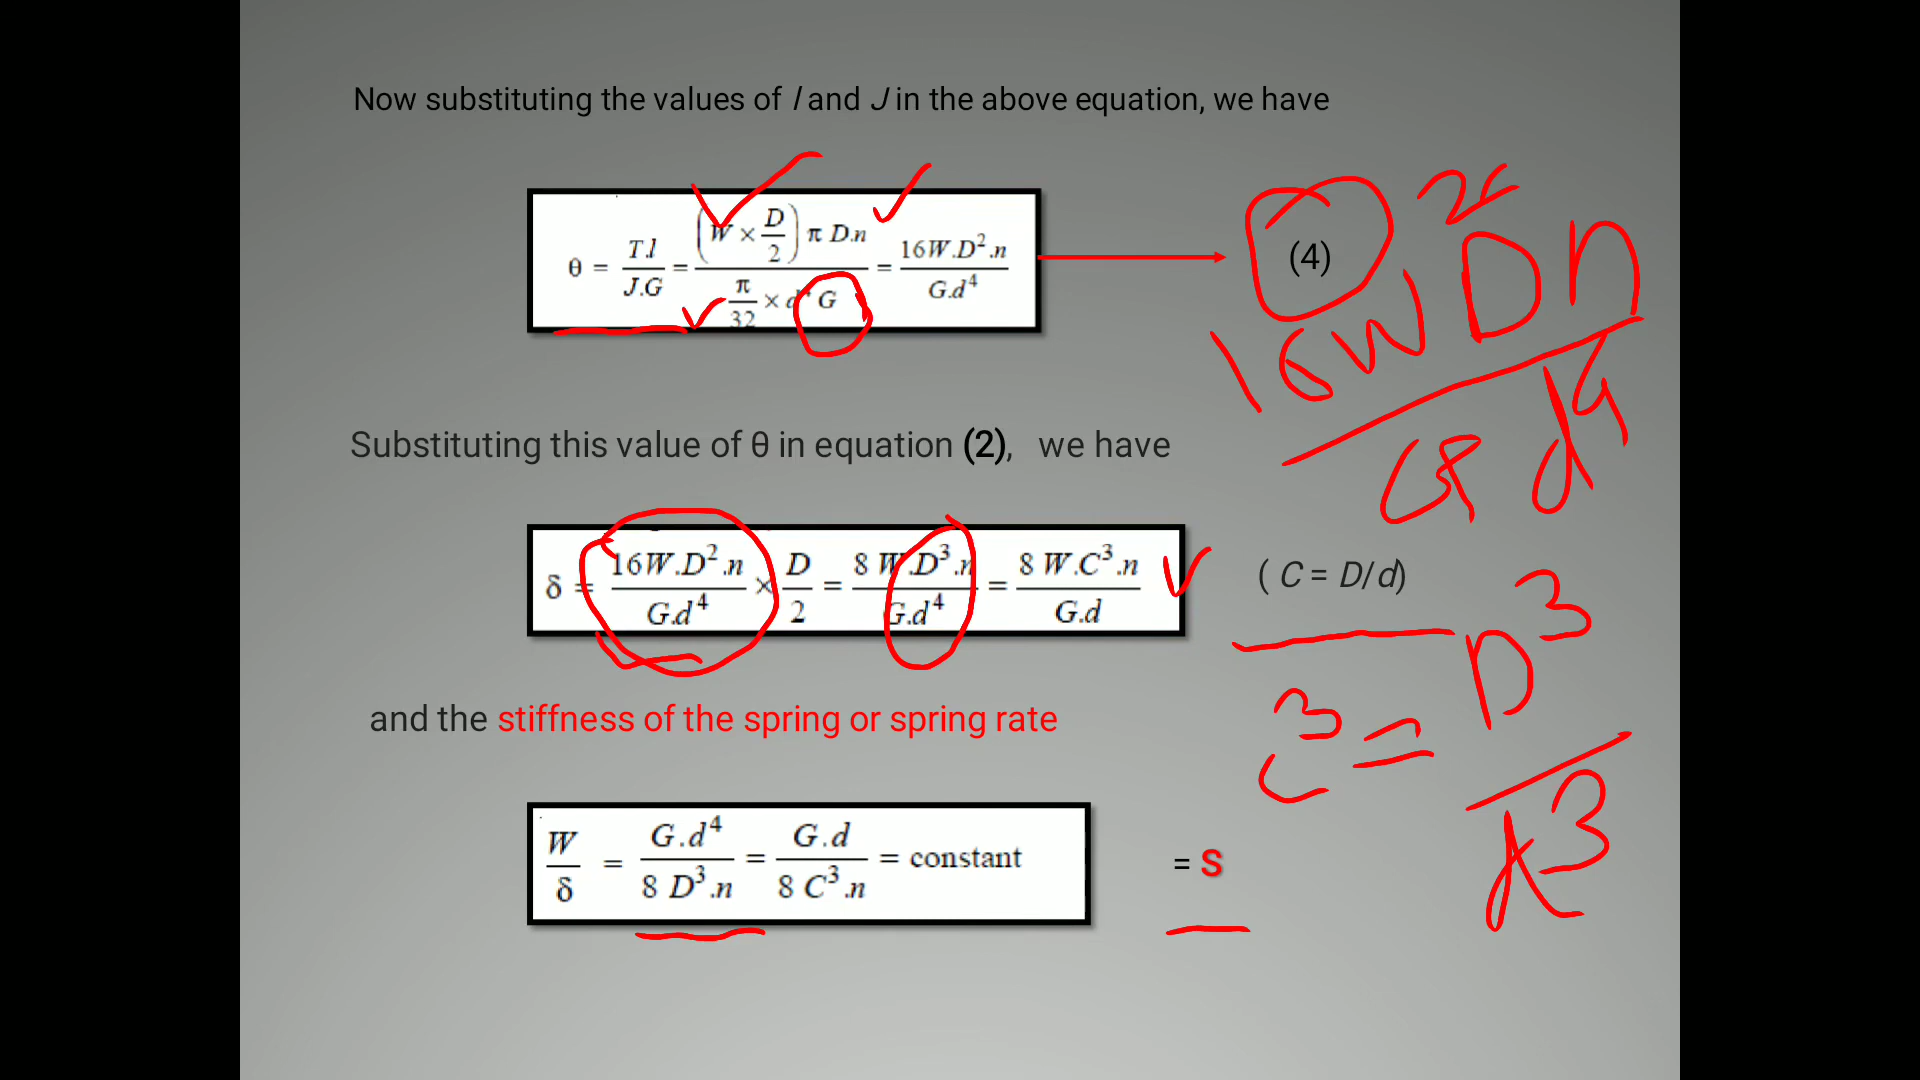 Now substituting the values of l and J in the above equation, we have
θ = T.l / J.G = (W × D/2) π D.n / π/32 × d⁴ G = 16W.D².n / G.d⁴ (4)
16WD²n / Gd⁴
Substituting this value of θ in equation (2), we have
δ = 16W.D².n / G.d⁴ × D/2 = 8 W.D³.n / G.d⁴ = 8 W.C³.n / G.d ( C = D/d)
C³ = D³ / d³
and the stiffness of the spring or spring rate
W/δ = G.d⁴ / 8 D³.n = G.d / 8 C³.n = constant = S